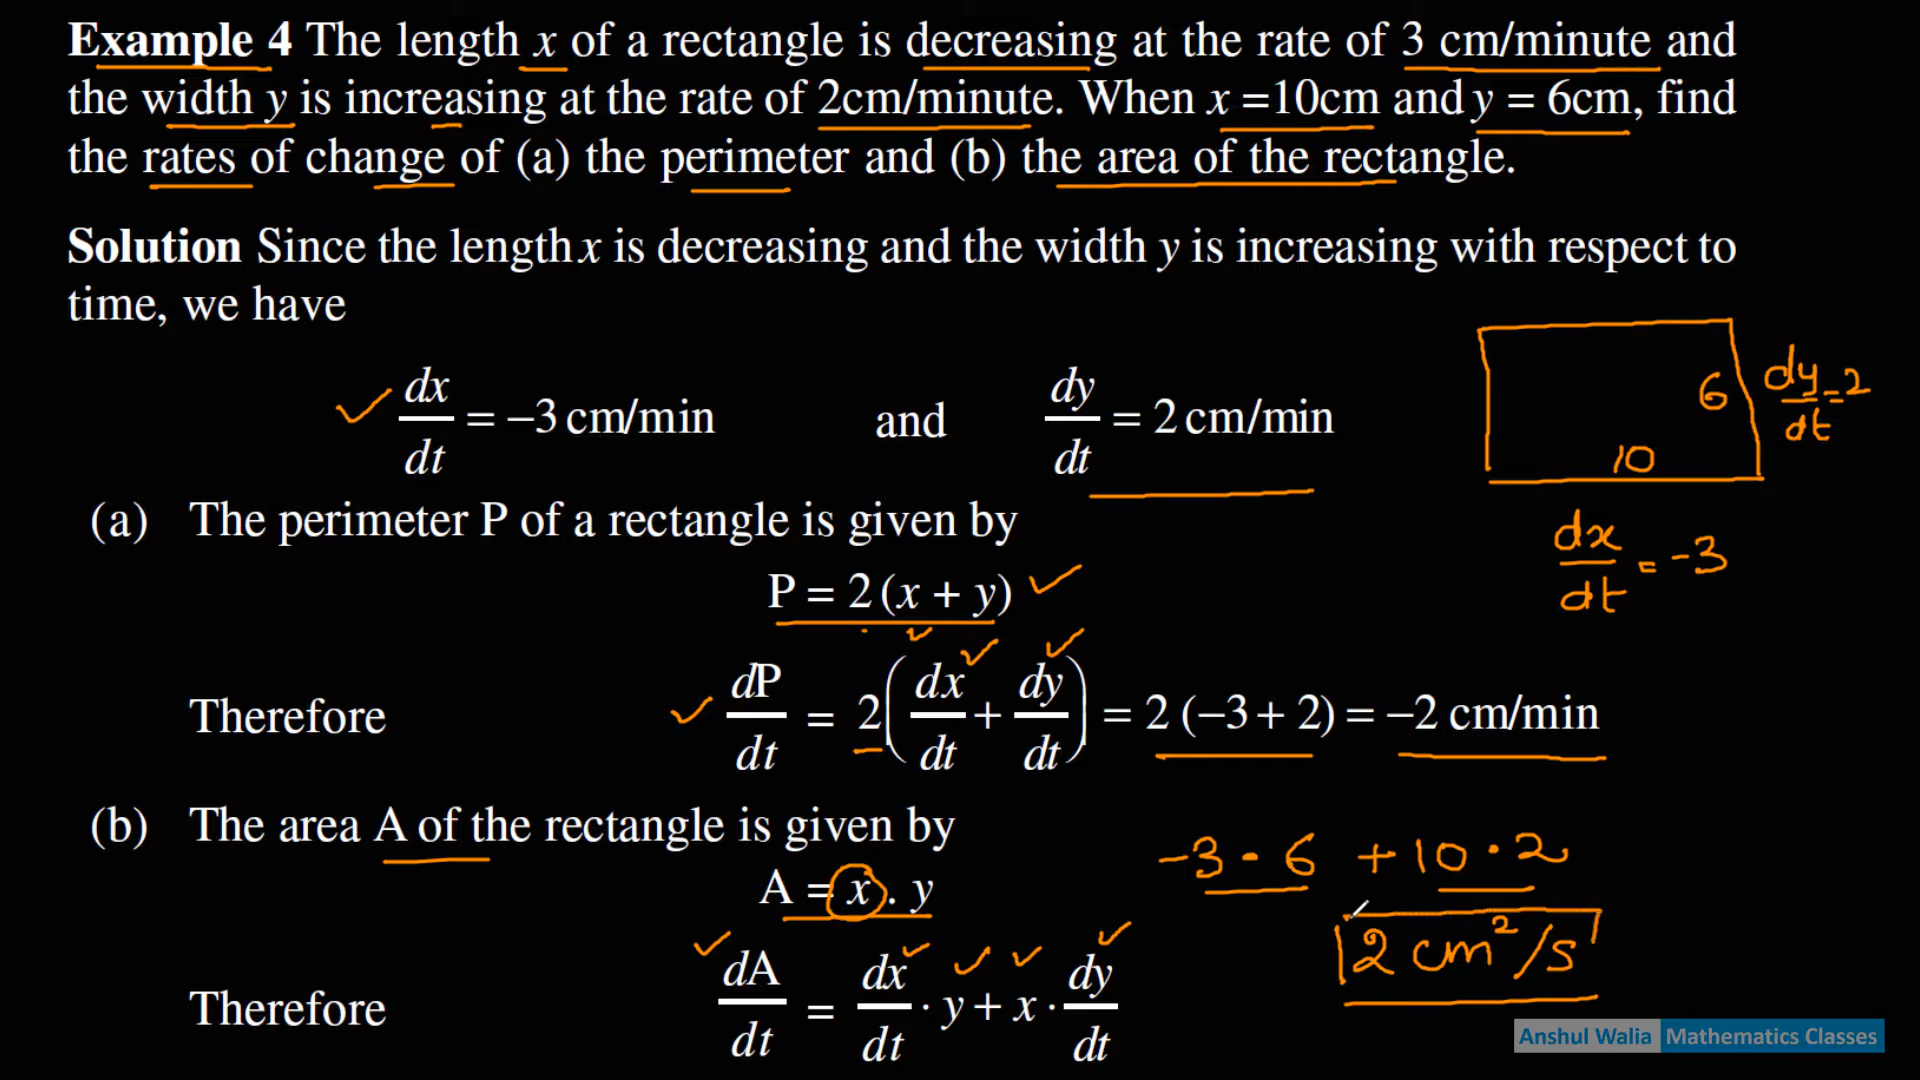 Example 4 The length x of a rectangle is decreasing at the rate of 3 cm/minute and
the width y is increasing at the rate of 2cm/minute. When x =10cm and y = 6cm, find
the rates of change of (a) the perimeter and (b) the area of the rectangle.
Solution Since the length x is decreasing and the width y is increasing with respect to
time, we have
dx/dt = −3 cm/min and dy/dt = 2 cm/min
6 dy/dt = 2
10
dx/dt = -3
(a) The perimeter P of a rectangle is given by
P = 2 (x + y)
Therefore dP/dt = 2(dx/dt + dy/dt) = 2 (−3 + 2) = −2 cm/min
(b) The area A of the rectangle is given by
-3 · 6 + 10 · 2
A = x . y
2 cm²/s
Therefore dA/dt = dx/dt · y + x · dy/dt
Anshul Walia Mathematics Classes